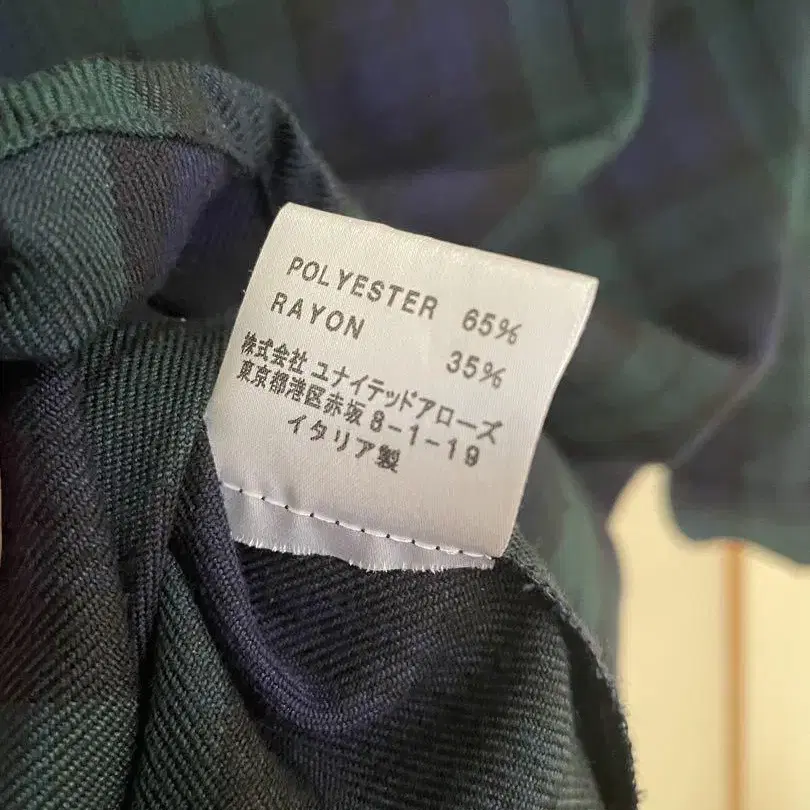 POLYESTER 65%
RAYON 35%
株式会社 ユナイテッドアローズ
東京都港区赤坂 8-1-19
イタリア製